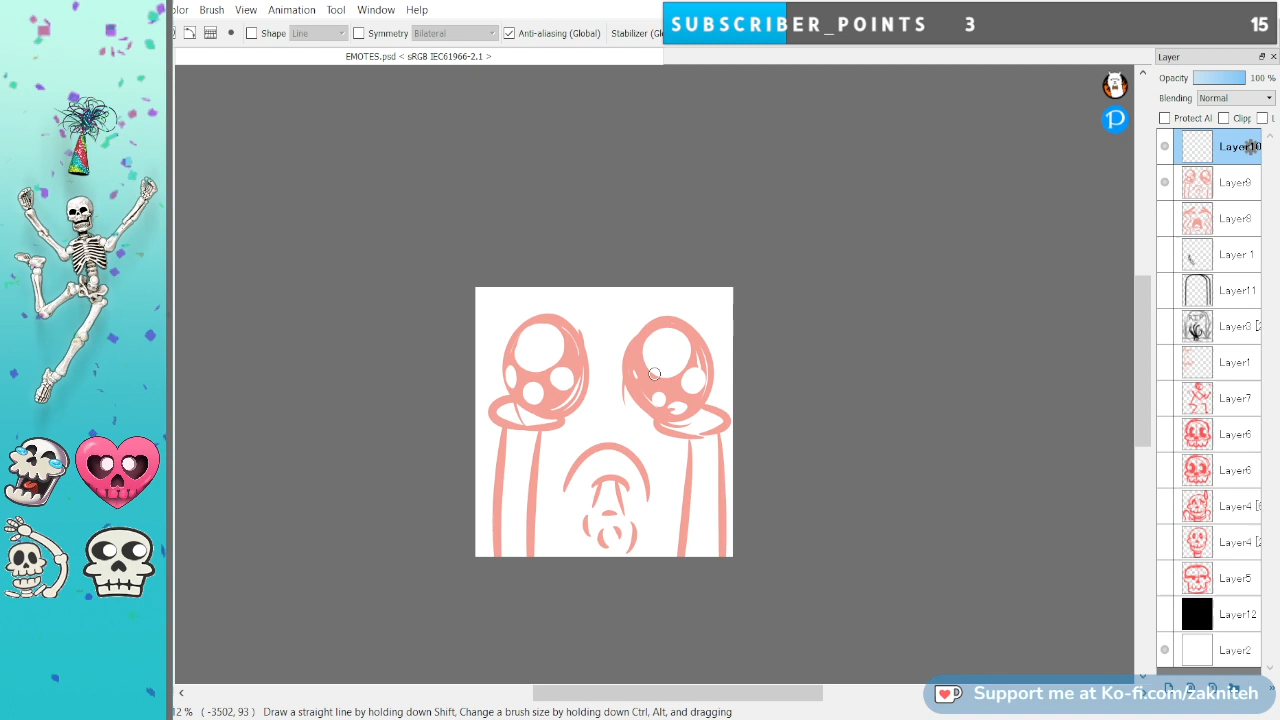 olor Brush View Animation Tool Window Help
Shape Line Symmetry Bilateral Anti-aliasing (Global) Stabilizer (Glo
SUBSCRIBER_POINTS 3 15
EMOTES.psd < sRGB IEC61966-2.1 >
Layer
Opacity 100 %
Blending Normal
Protect Al Clipp L
Layer10
Layer9
Layer8
Layer 1
Layer11
Layer3 [2
Layer1
Layer7
Layer6
Layer6
Layer4
Layer4 [2
Layer5
Layer12
Layer2
Support me at Ko-fi.com/zakniteh
12 % ( -3502, 93 ) Draw a straight line by holding down Shift, Change a brush size by holding down Ctrl, Alt, and dragging